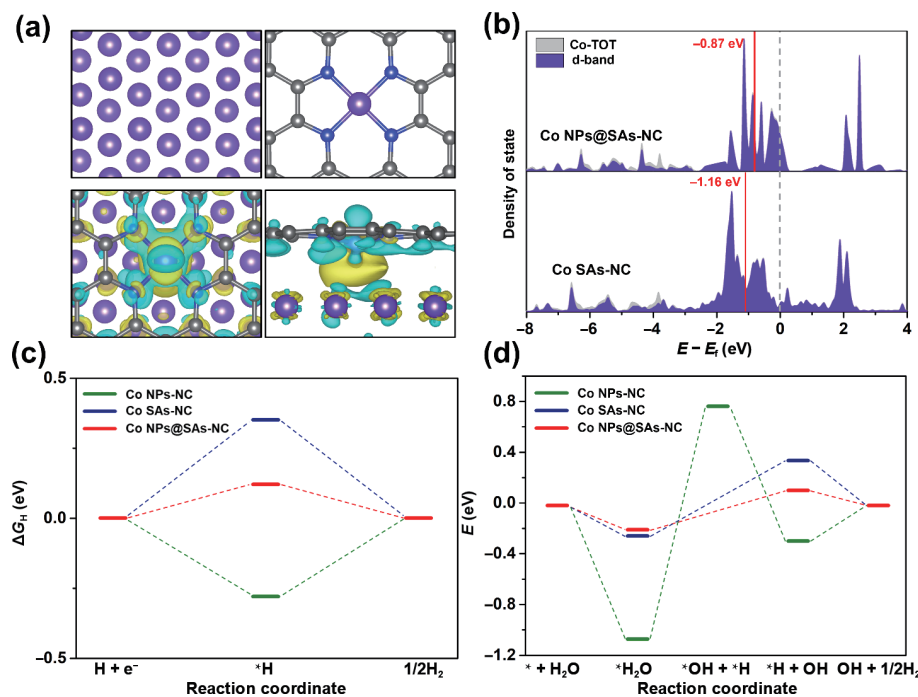 (a)
(b)
Co-TOT
d-band
−0.87 eV
Co NPs@SAs-NC
−1.16 eV
Co SAs-NC
Density of state
−8 −6 −4 −2 0 2 4
E − Ef (eV)
(c)
0.5
0.0
−0.5
ΔGH (eV)
Co NPs-NC
Co SAs-NC
Co NPs@SAs-NC
H + e⁻ *H 1/2H₂
Reaction coordinate
(d)
0.8
0.4
0.0
−0.4
−0.8
−1.2
E (eV)
Co NPs-NC
Co SAs-NC
Co NPs@SAs-NC
* + H₂O *H₂O *OH + *H *H + OH OH + 1/2H₂
Reaction coordinate